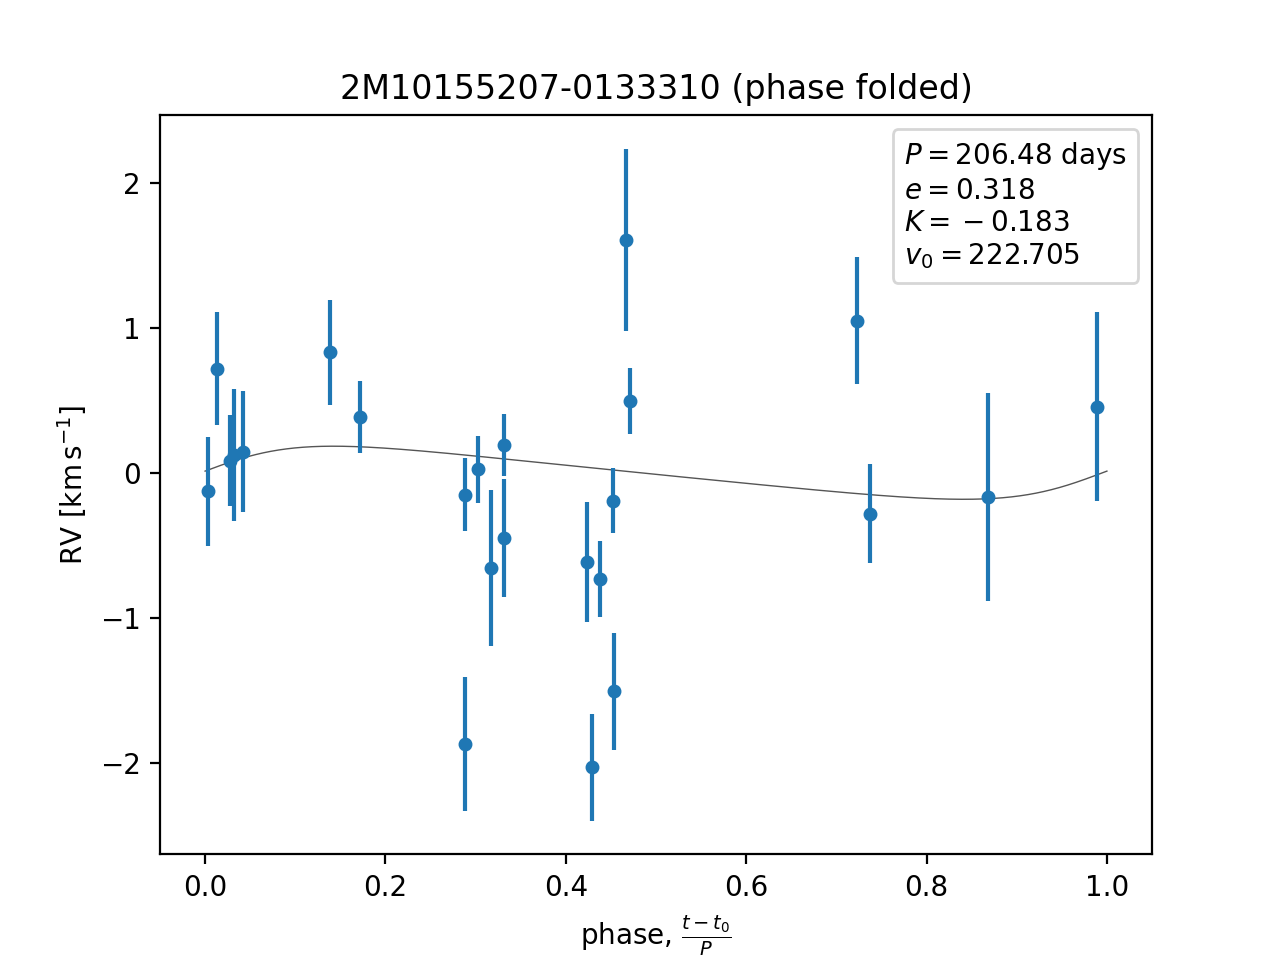 2M10155207-0133310 (phase folded)
P = 206.48 days
e = 0.318
K = −0.183
v₀ = 222.705
RV [km s⁻¹]
2
1
0
−1
−2
0.0 0.2 0.4 0.6 0.8 1.0
phase, (t − t₀)/P